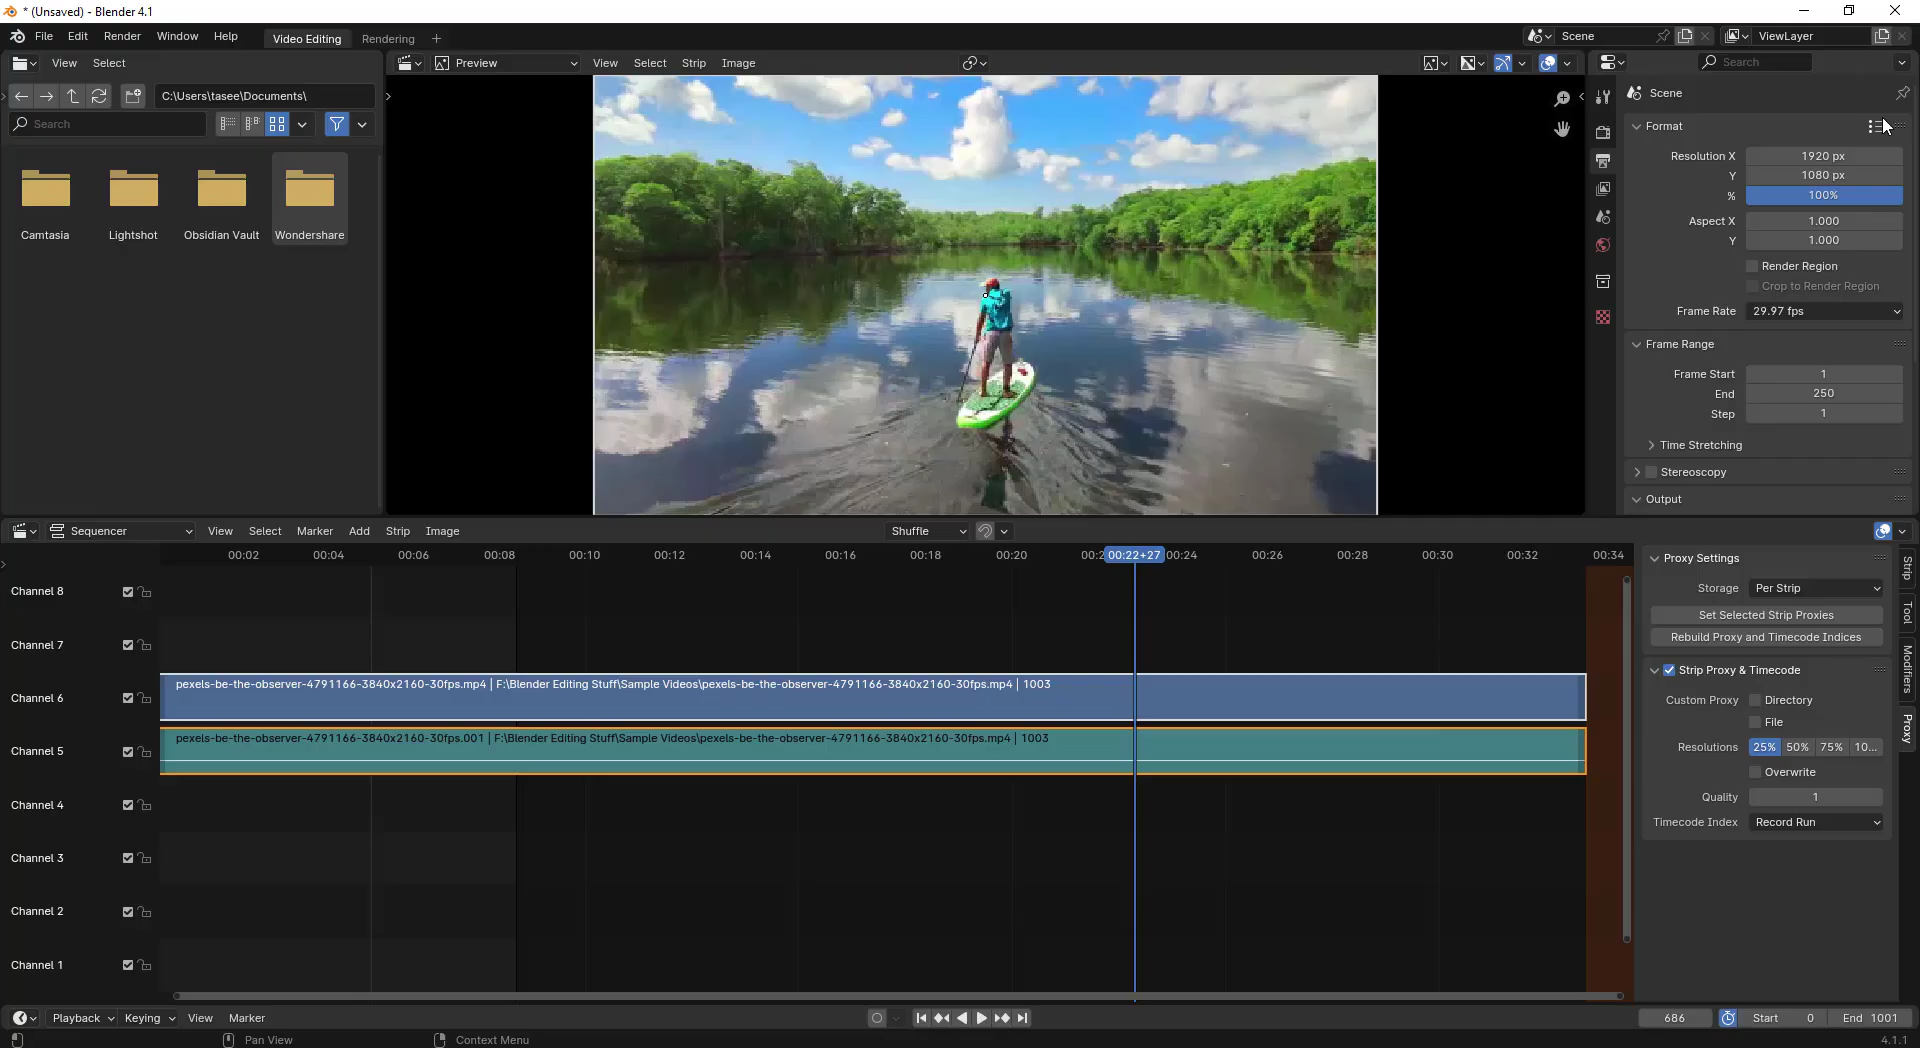 * (Unsaved) - Blender 4.1
File Edit Render Window Help Video Editing Rendering + Scene ViewLayer
View Select
C:\Users\tasee\Documents\
Search
Camtasia Lightshot Obsidian Vault Wondershare
Preview View Select Strip Image
Search
Scene
Format
Resolution X 1920 px
Y 1080 px
% 100%
Aspect X 1.000
Y 1.000
Render Region
Crop to Render Region
Frame Rate 29.97 fps
Frame Range
Frame Start 1
End 250
Step 1
Time Stretching
Stereoscopy
Output
Sequencer View Select Marker Add Strip Image Shuffle
00:02 00:04 00:06 00:08 00:10 00:12 00:14 00:16 00:18 00:20 00:2 00:22+27 00:24 00:26 00:28 00:30 00:32 00:34
Channel 8
Channel 7
Channel 6
pexels-be-the-observer-4791166-3840x2160-30fps.mp4 | F:\Blender Editing Stuff\Sample Videos\pexels-be-the-observer-4791166-3840x2160-30fps.mp4 | 1003
Channel 5
pexels-be-the-observer-4791166-3840x2160-30fps.001 | F:\Blender Editing Stuff\Sample Videos\pexels-be-the-observer-4791166-3840x2160-30fps.mp4 | 1003
Channel 4
Channel 3
Channel 2
Channel 1
Proxy Settings
Storage Per Strip
Set Selected Strip Proxies
Rebuild Proxy and Timecode Indices
Strip Proxy & Timecode
Custom Proxy Directory
File
Resolutions 25% 50% 75% 10...
Overwrite
Quality 1
Timecode Index Record Run
Strip
Tool
Modifiers
Proxy
Playback Keying View Marker 686 Start 0 End 1001
Pan View Context Menu 4.1.1